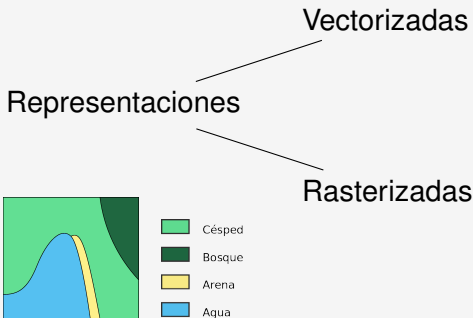 Vectorizadas
Representaciones
Rasterizadas
Césped
Bosque
Arena
Agua